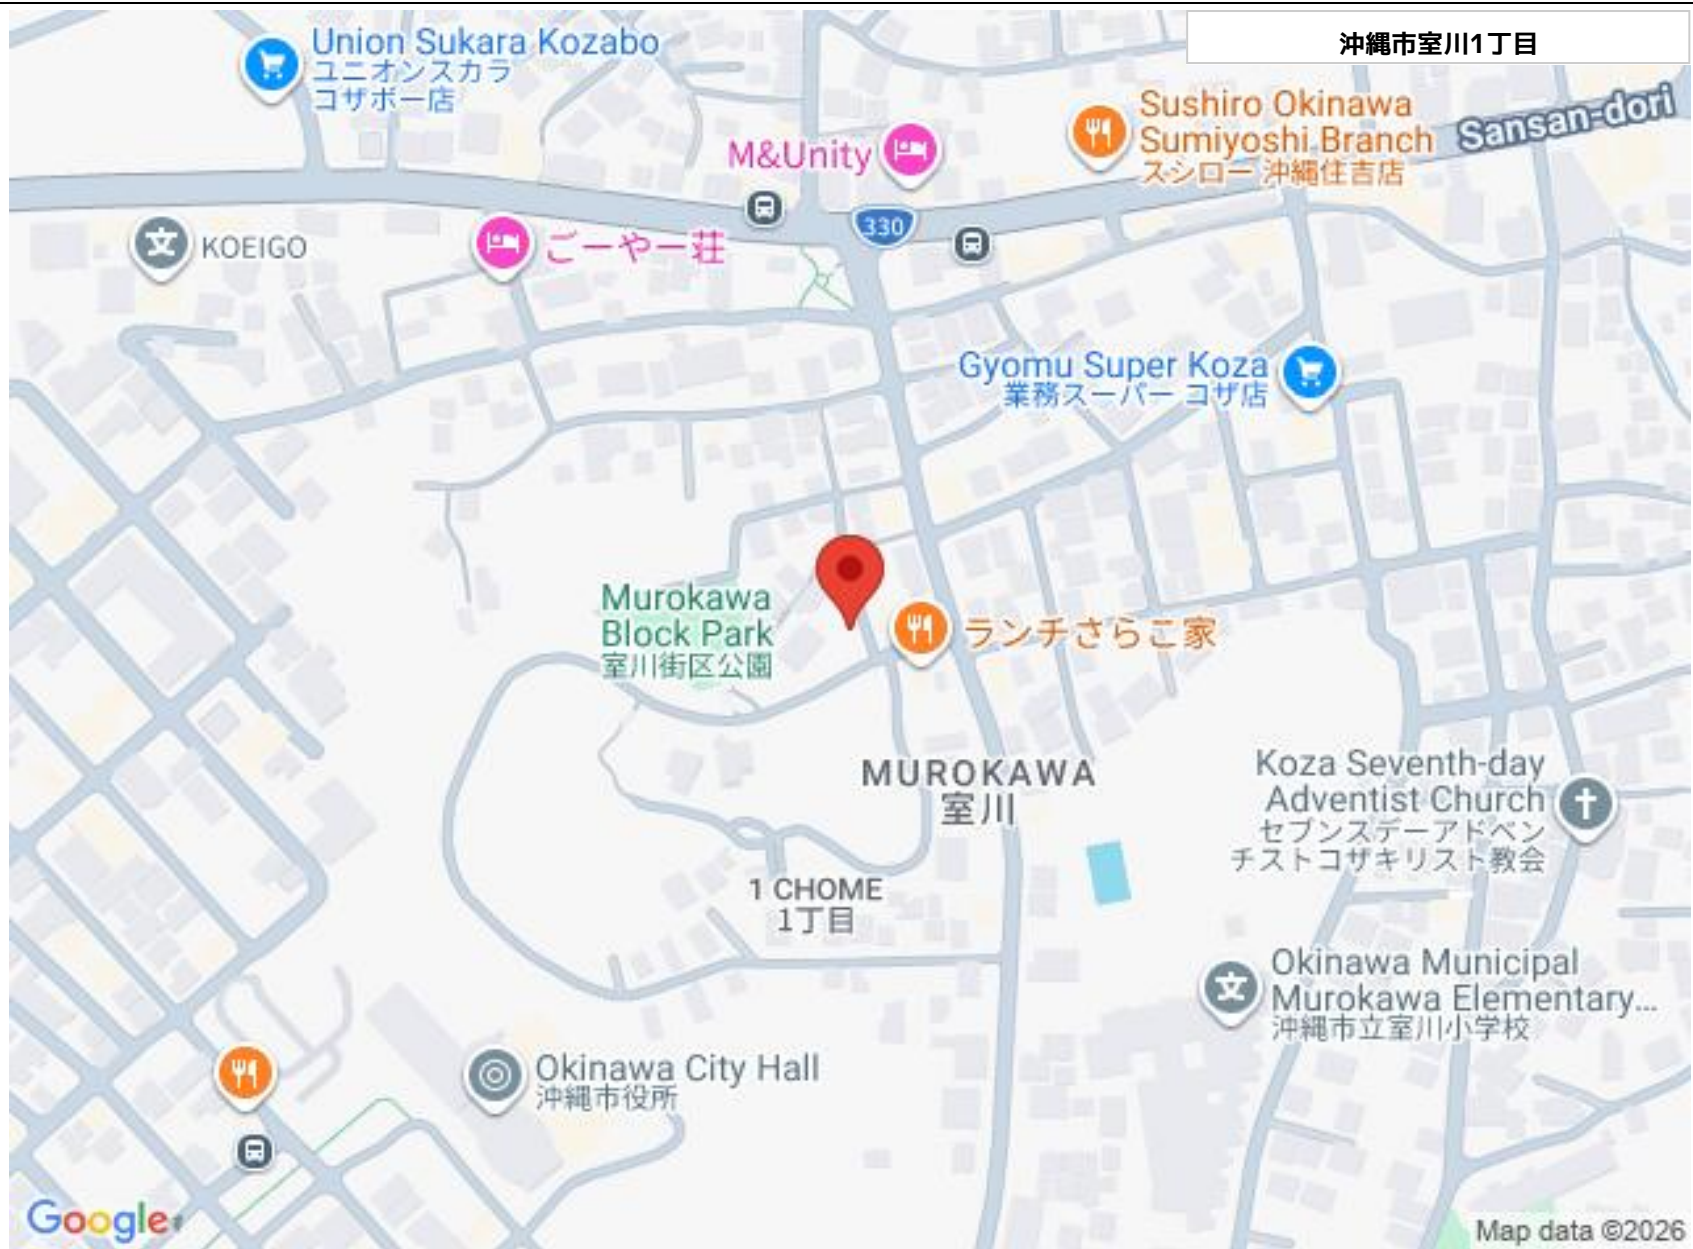 沖縄市室川1丁目
Union Sukara Kozabo
ユニオンスカラ
コザボー店
Sushiro Okinawa
Sumiyoshi Branch
スシロー 沖縄住吉店
Sansan-dori
M&Unity
330
KOEIGO
ごーやー荘
Gyomu Super Koza
業務スーパー コザ店
Murokawa
Block Park
室川街区公園
ランチさらこ家
MUROKAWA
室川
Koza Seventh-day
Adventist Church
セブンスデーアドベン
チストコザキリスト教会
1 CHOME
1丁目
Okinawa Municipal
Murokawa Elementary...
沖縄市立室川小学校
Okinawa City Hall
沖縄市役所
Google
Map data ©2026